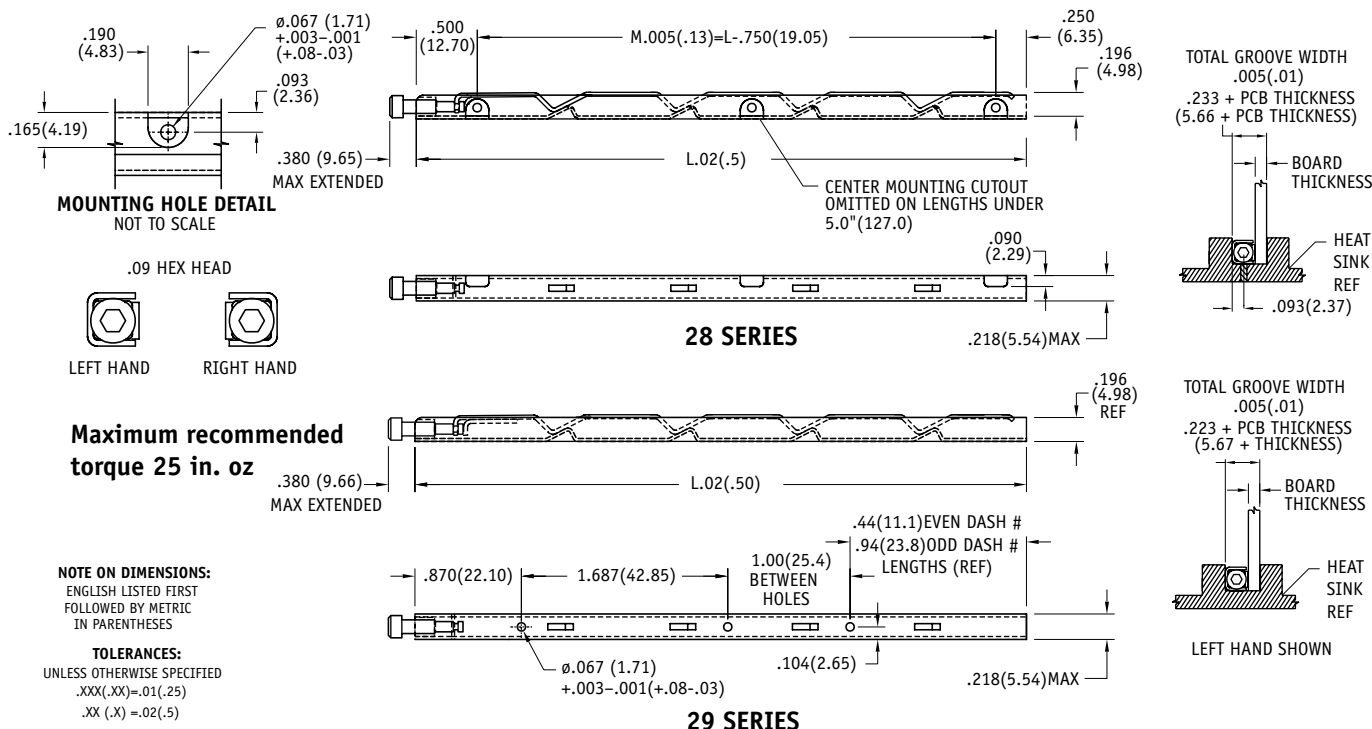 .190
(4.83)
ø.067 (1.71)
+.003–.001
(+.08-.03)
.093
(2.36)
.165(4.19)
MOUNTING HOLE DETAIL
NOT TO SCALE
.500
(12.70)
M.005(.13)=L-.750(19.05)
.250
(6.35)
.196
(4.98)
.380 (9.65)
MAX EXTENDED
L.02(.5)
CENTER MOUNTING CUTOUT
OMITTED ON LENGTHS UNDER
5.0"(127.0)
TOTAL GROOVE WIDTH
.005(.01)
.233 + PCB THICKNESS
(5.66 + PCB THICKNESS)
BOARD
THICKNESS
HEAT
SINK
REF
.093(2.37)
.09 HEX HEAD
LEFT HAND
RIGHT HAND
.090
(2.29)
28 SERIES
.218(5.54)MAX
Maximum recommended
torque 25 in. oz
.196
(4.98)
REF
.380 (9.66)
MAX EXTENDED
L.02(.50)
TOTAL GROOVE WIDTH
.005(.01)
.223 + PCB THICKNESS
(5.67 + THICKNESS)
BOARD
THICKNESS
HEAT
SINK
REF
LEFT HAND SHOWN
.870(22.10)
1.687(42.85)
1.00(25.4)
BETWEEN
HOLES
.44(11.1)EVEN DASH #
.94(23.8)ODD DASH #
LENGTHS (REF)
ø.067 (1.71)
+.003–.001(+.08-.03)
.104(2.65)
.218(5.54)MAX
29 SERIES
NOTE ON DIMENSIONS:
ENGLISH LISTED FIRST
FOLLOWED BY METRIC
IN PARENTHESES
TOLERANCES:
UNLESS OTHERWISE SPECIFIED
.XXX(.XX)=.01(.25)
.XX (.X) =.02(.5)